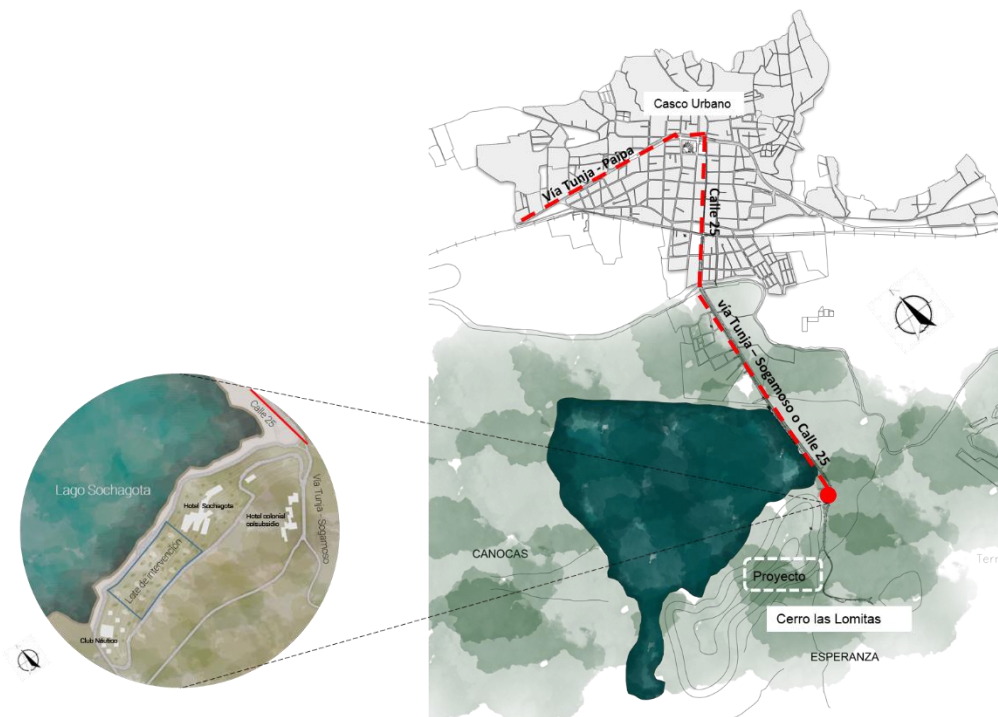 Casco Urbano
Vía Tunja - Paipa
Calle 25
vía Tunja – Sogamoso o Calle 25
CANOCAS
Proyecto
Cerro las Lomitas
ESPERANZA
Calle 25
Lago Sochagota
Vía Tunja - Sogamoso
Hotel Sochagota
Hotel colonial
colsubsidio
Lote de intervención
Club Náutico